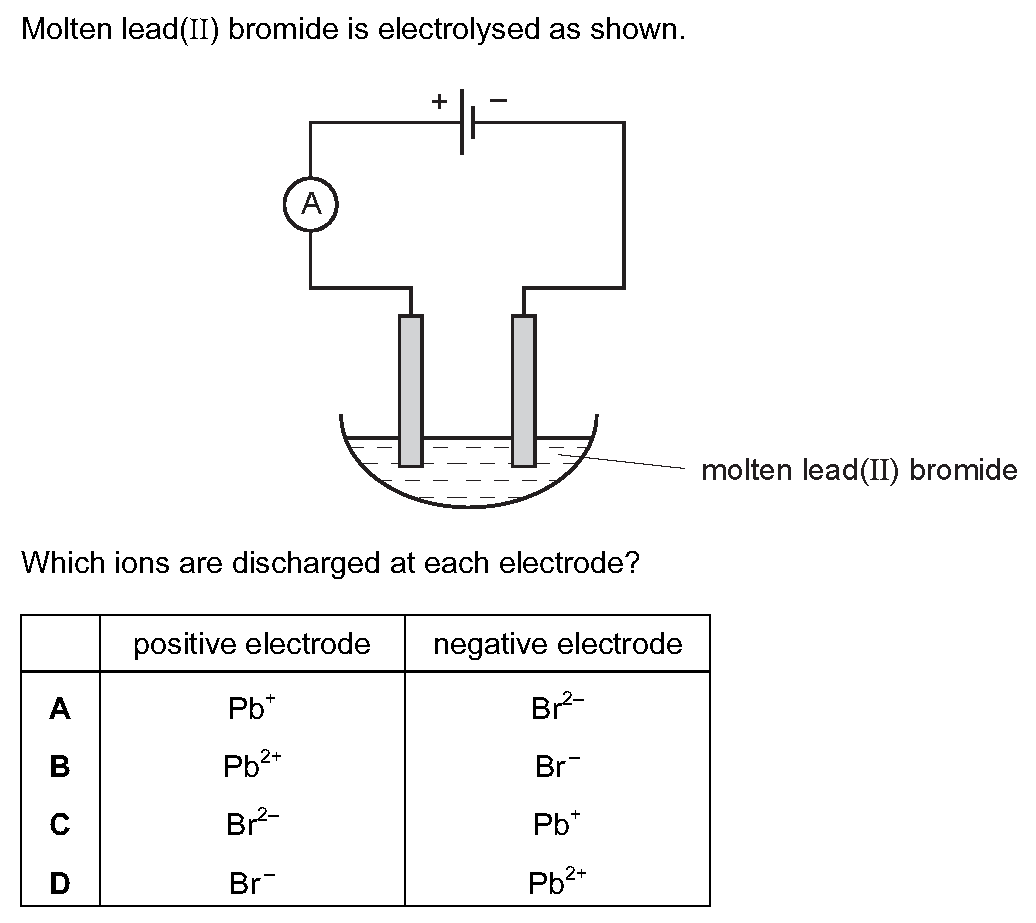 Molten lead(II) bromide is electrolysed as shown.
+ –
A
molten lead(II) bromide
Which ions are discharged at each electrode?
positive electrode negative electrode
A Pb⁺ Br²⁻
B Pb²⁺ Br⁻
C Br²⁻ Pb⁺
D Br⁻ Pb²⁺